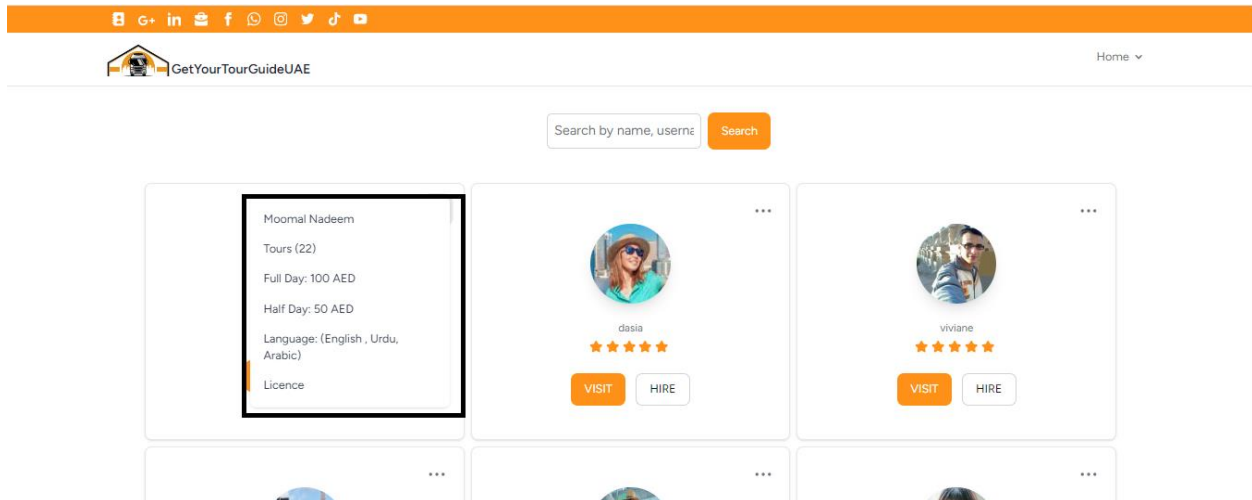 G+ in f
GetYourTourGuideUAE
Home
Search by name, userna
Search
Moomal Nadeem
Tours (22)
Full Day: 100 AED
Half Day: 50 AED
Language: (English , Urdu,
Arabic)
Licence
dasia
VISIT HIRE
viviane
VISIT HIRE